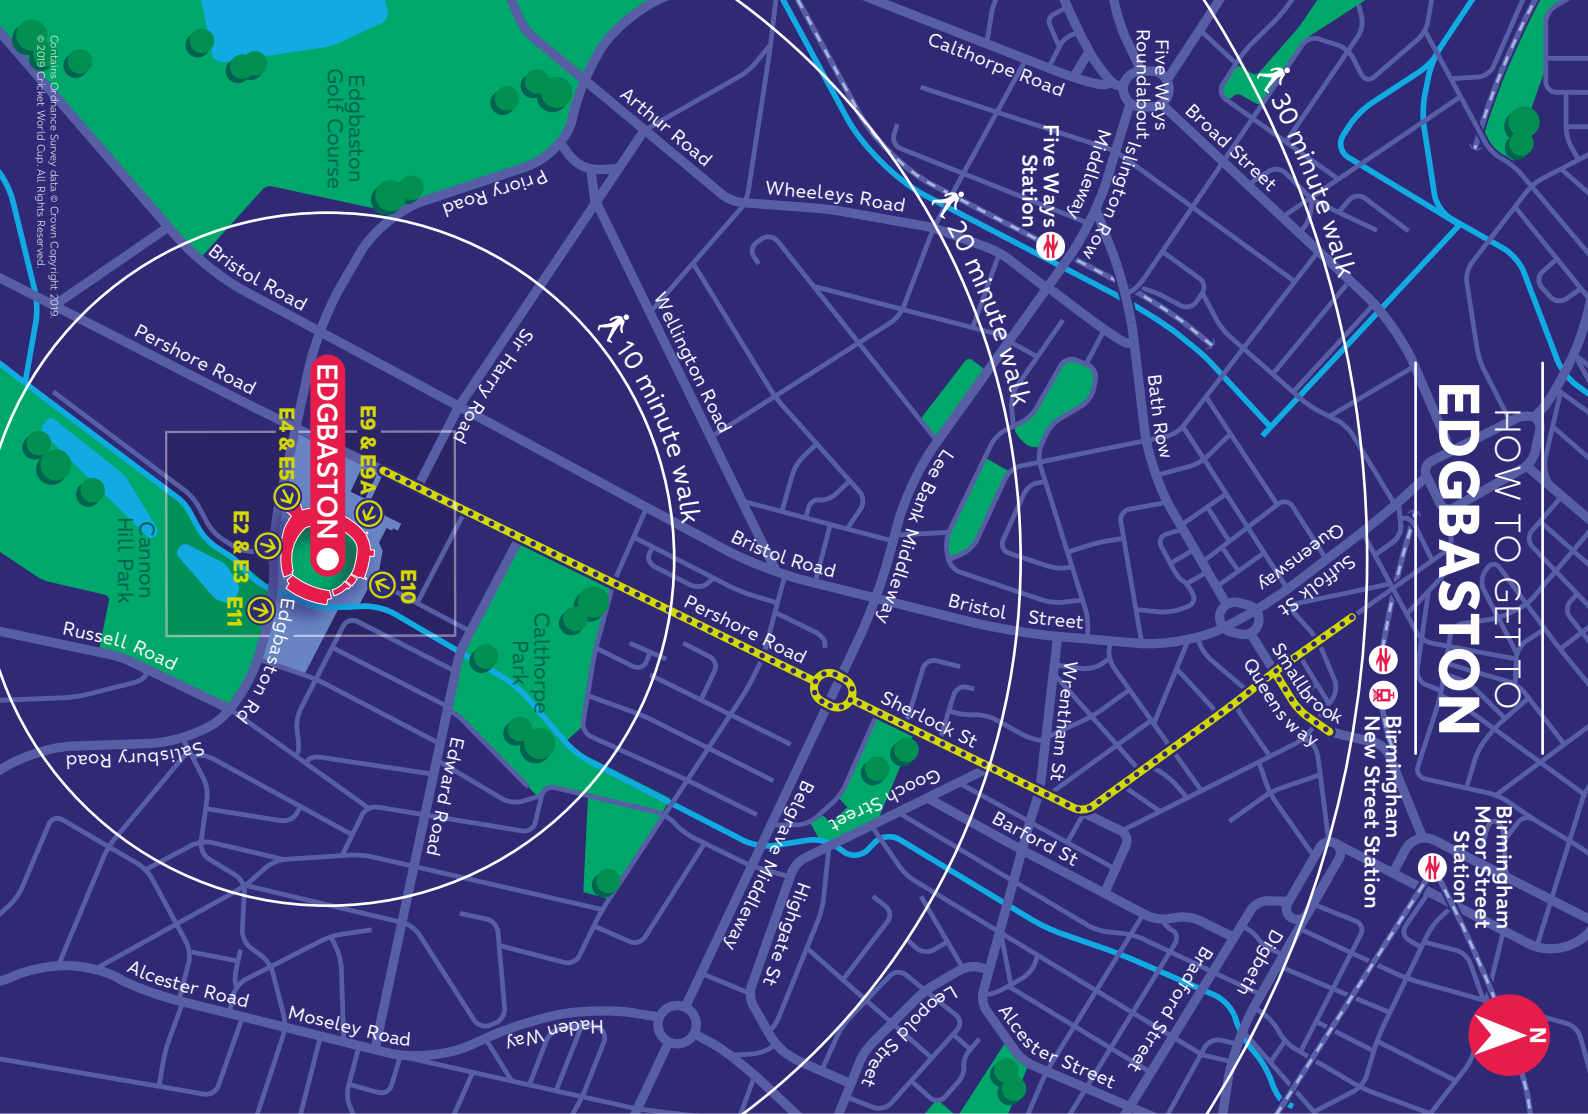 HOW TO GET TO
EDGBASTON
N
30 minute walk
20 minute walk
10 minute walk
Five Ways
Roundabout
Calthorpe Road
Broad Street
Islington Row
Middleway
Five Ways
Station
Arthur Road
Wheeleys Road
Priory Road
Edgbaston
Golf Course
Bristol Road
Pershore Road
Sir Harry Road
Wellington Road
Bath Row
Lee Bank Middleway
Bristol Road
Bristol Street
Suffolk St
Queensway
Smallbrook
Queens way
Birmingham
New Street Station
Birmingham
Moor Street
Station
EDGBASTON
E9 & E9A
E4 & E5
E2 & E3
E11
E10
Cannon
Hill Park
Edgbaston Rd
Russell Road
Salisbury Road
Calthorpe
Park
Pershore Road
Sherlock St
Wrentham St
Gooch Street
Barford St
Edward Road
Belgrave Middleway
Highgate St
Alcester Road
Moseley Road
Haden Way
Leopold Street
Alcester Street
Bradford Street
Digbeth
Contains Ordnance Survey data © Crown Copyright 2019.
© 2019 Cricket World Cup. All Rights Reserved.